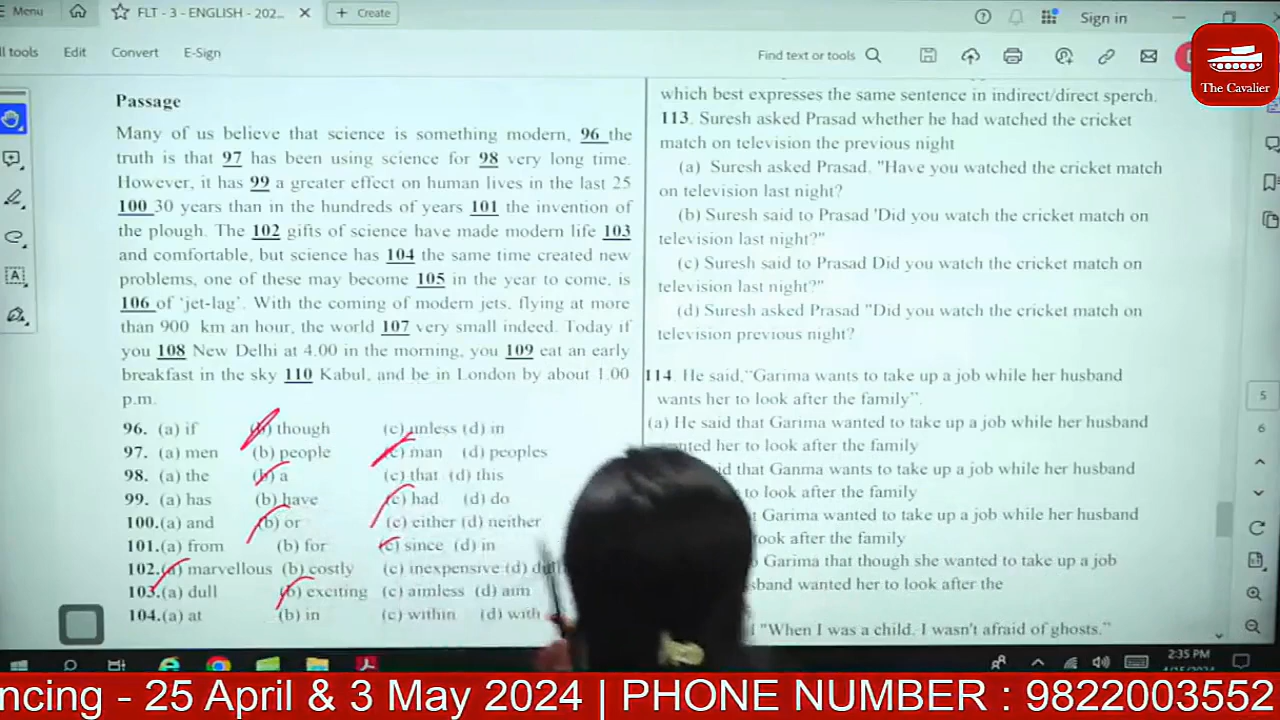 Menu
FLT - 3 - ENGLISH - 202...
Create
Sign in
ll tools
Edit
Convert
E-Sign
Find text or tools
The Cavalier
Passage
Many of us believe that science is something modern, 96 the
truth is that 97 has been using science for 98 very long time.
However, it has 99 a greater effect on human lives in the last 25
100 30 years than in the hundreds of years 101 the invention of
the plough. The 102 gifts of science have made modern life 103
and comfortable, but science has 104 the same time created new
problems, one of these may become 105 in the year to come, is
106 of 'jet-lag'. With the coming of modern jets, flying at more
than 900 km an hour, the world 107 very small indeed. Today if
you 108 New Delhi at 4.00 in the morning, you 109 eat an early
breakfast in the sky 110 Kabul, and be in London by about 1.00
p.m.
96. (a) if (b) though (c) unless (d) in
97. (a) men (b) people (c) man (d) peoples
98. (a) the (b) a (c) that (d) this
99. (a) has (b) have (c) had (d) do
100. (a) and (b) or (c) either (d) neither
101. (a) from (b) for (c) since (d) in
102. (a) marvellous (b) costly (c) inexpensive (d)
103. (a) dull (b) exciting (c) aimless (d) aim
104. (a) at (b) in (c) within (d) with
which best expresses the same sentence in indirect/direct sperch.
113. Suresh asked Prasad whether he had watched the cricket
match on television the previous night
(a) Suresh asked Prasad, "Have you watched the cricket match
on television last night?
(b) Suresh said to Prasad 'Did you watch the cricket match on
television last night?"
(c) Suresh said to Prasad Did you watch the cricket match on
television last night?"
(d) Suresh asked Prasad "Did you watch the cricket match on
television previous night?
114. He said,"Garima wants to take up a job while her husband
wants her to look after the family".
(a) He said that Garima wanted to take up a job while her husband
wanted her to look after the family
said that Ganma wants to take up a job while her husband
to look after the family
Garima wanted to take up a job while her husband
look after the family
Garima that though she wanted to take up a job
husband wanted her to look after the
"When I was a child. I wasn't afraid of ghosts."
5
6
2:35 PM
ncing - 25 April & 3 May 2024 | PHONE NUMBER : 9822003552